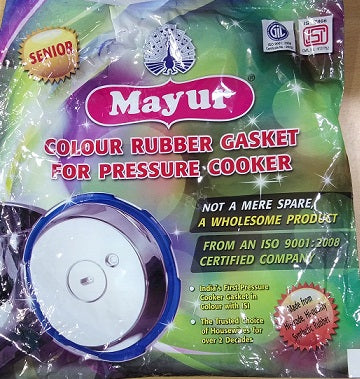 SENIOR
Mayur
COLOUR RUBBER GASKET
FOR PRESSURE COOKER
NOT A MERE SPARE,
A WHOLESOME PRODUCT
FROM AN ISO 9001:2008
CERTIFIED COMPANY
• India's First Pressure
Cooker Gasket in
Colour with ISI
• The Trusted choice
of Housewives for
over 2 Decades.
Made from